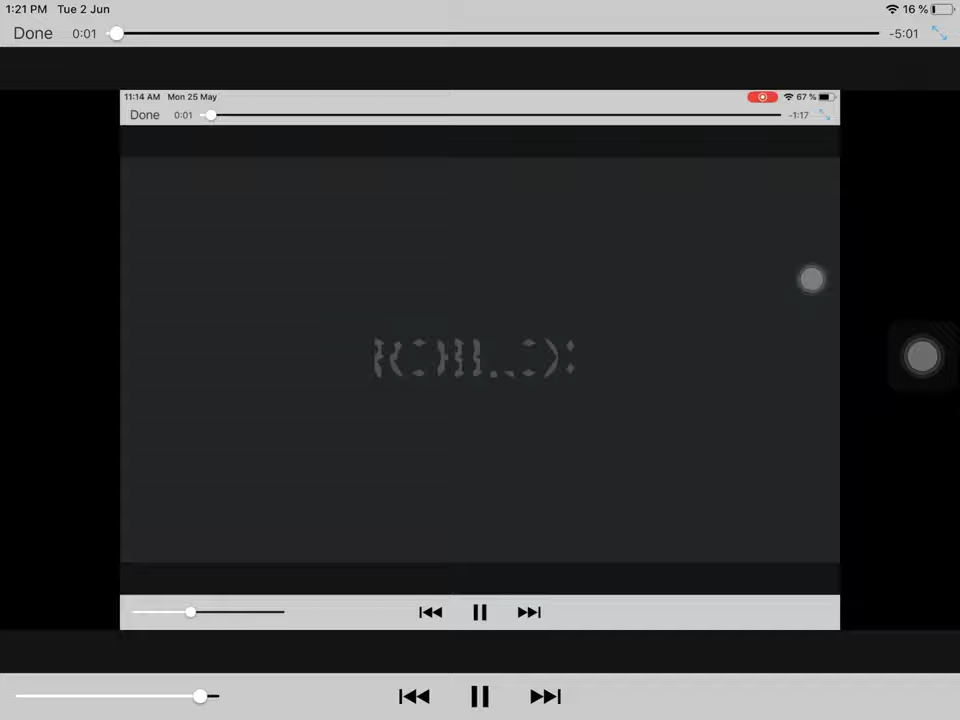 1:21 PM Tue 2 Jun 16 %
Done 0:01 -5:01
11:14 AM Mon 25 May 67 %
Done 0:01 -1:17